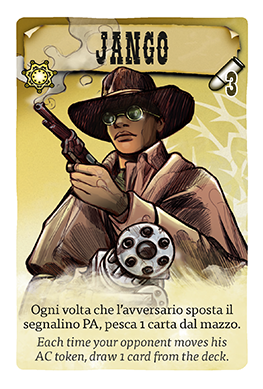 JANGO
3
Ogni volta che l'avversario sposta il
segnalino PA, pesca 1 carta dal mazzo.
Each time your opponent moves his
AC token, draw 1 card from the deck.